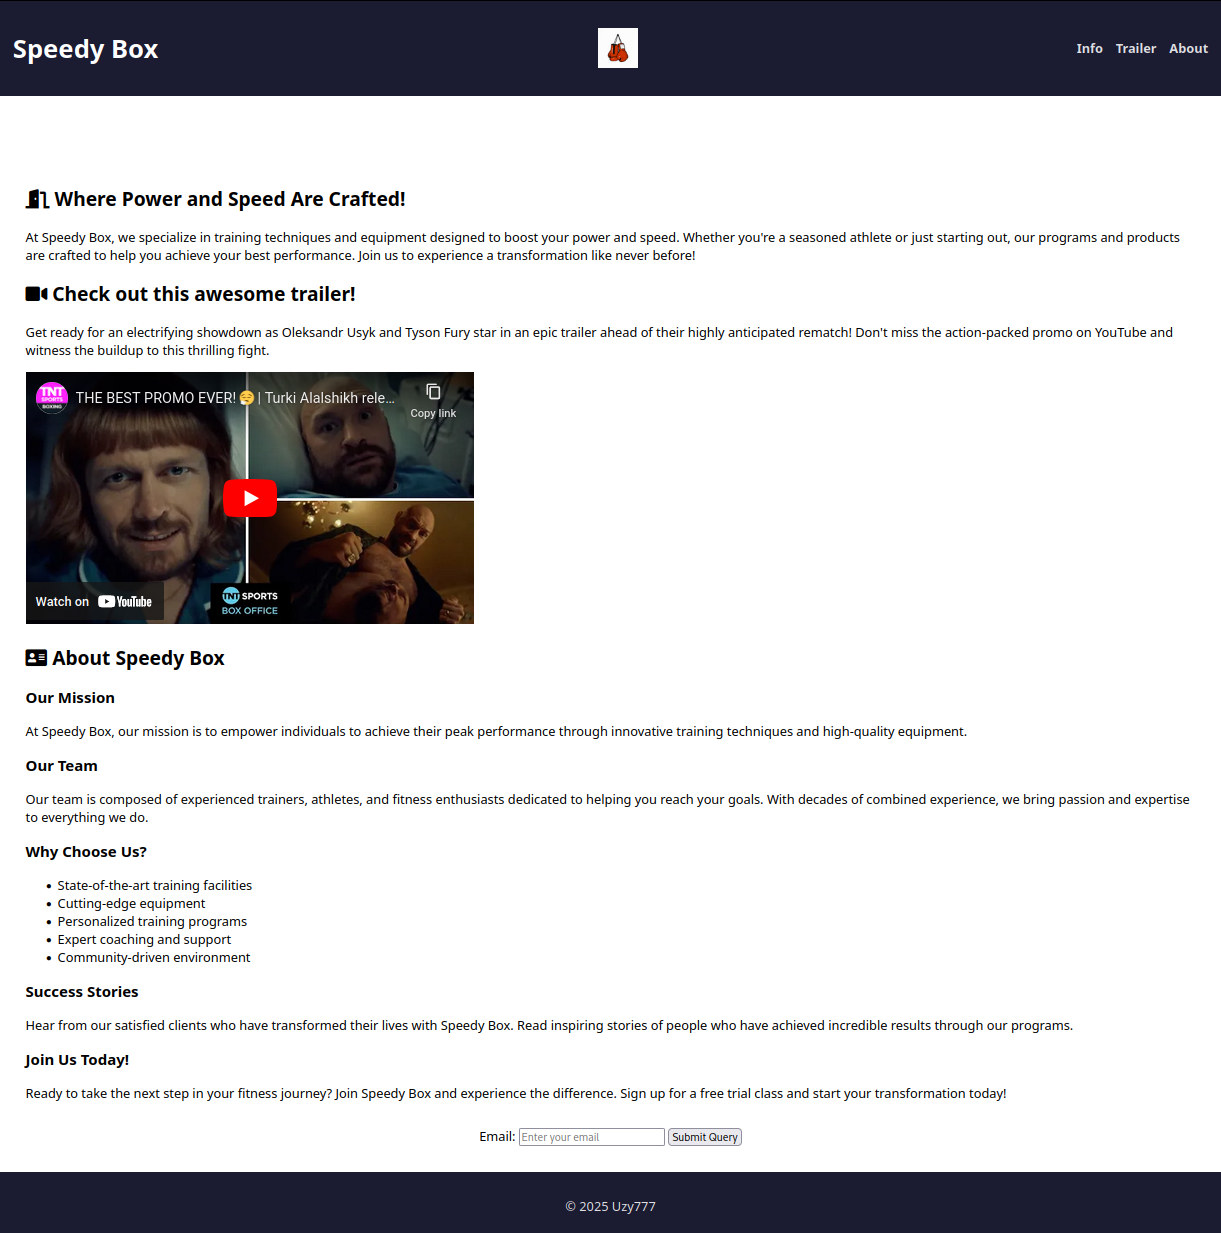 Speedy Box
Info Trailer About
Where Power and Speed Are Crafted!
At Speedy Box, we specialize in training techniques and equipment designed to boost your power and speed. Whether you're a seasoned athlete or just starting out, our programs and products
are crafted to help you achieve your best performance. Join us to experience a transformation like never before!
Check out this awesome trailer!
Get ready for an electrifying showdown as Oleksandr Usyk and Tyson Fury star in an epic trailer ahead of their highly anticipated rematch! Don't miss the action-packed promo on YouTube and
witness the buildup to this thrilling fight.
TNT
SPORTS
BOXING
THE BEST PROMO EVER! 😮‍💨 | Turki Alalshikh rele...
Copy link
Watch on YouTube
TNT SPORTS
BOX OFFICE
About Speedy Box
Our Mission
At Speedy Box, our mission is to empower individuals to achieve their peak performance through innovative training techniques and high-quality equipment.
Our Team
Our team is composed of experienced trainers, athletes, and fitness enthusiasts dedicated to helping you reach your goals. With decades of combined experience, we bring passion and expertise
to everything we do.
Why Choose Us?
• State-of-the-art training facilities
• Cutting-edge equipment
• Personalized training programs
• Expert coaching and support
• Community-driven environment
Success Stories
Hear from our satisfied clients who have transformed their lives with Speedy Box. Read inspiring stories of people who have achieved incredible results through our programs.
Join Us Today!
Ready to take the next step in your fitness journey? Join Speedy Box and experience the difference. Sign up for a free trial class and start your transformation today!
Email: Enter your email Submit Query
© 2025 Uzy777